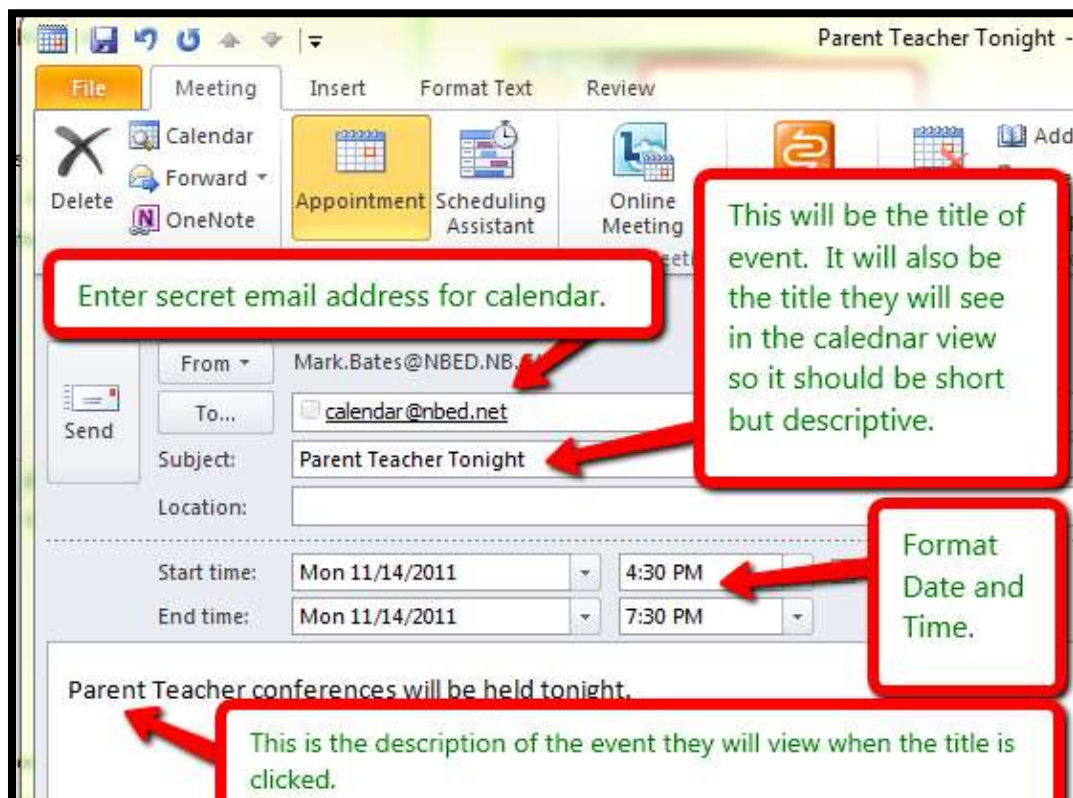 Parent Teacher Tonight -
File Meeting Insert Format Text Review
Delete
Calendar
Forward
OneNote
Appointment
Scheduling
Assistant
Online
Meeting
Add
This will be the title of
event. It will also be
the title they will see
in the calednar view
so it should be short
but descriptive.
Enter secret email address for calendar.
Send
From Mark.Bates@NBED.NB.
To... calendar@nbed.net
Subject: Parent Teacher Tonight
Location:
Start time: Mon 11/14/2011 4:30 PM
End time: Mon 11/14/2011 7:30 PM
Format
Date and
Time.
Parent Teacher conferences will be held tonight.
This is the description of the event they will view when the title is
clicked.